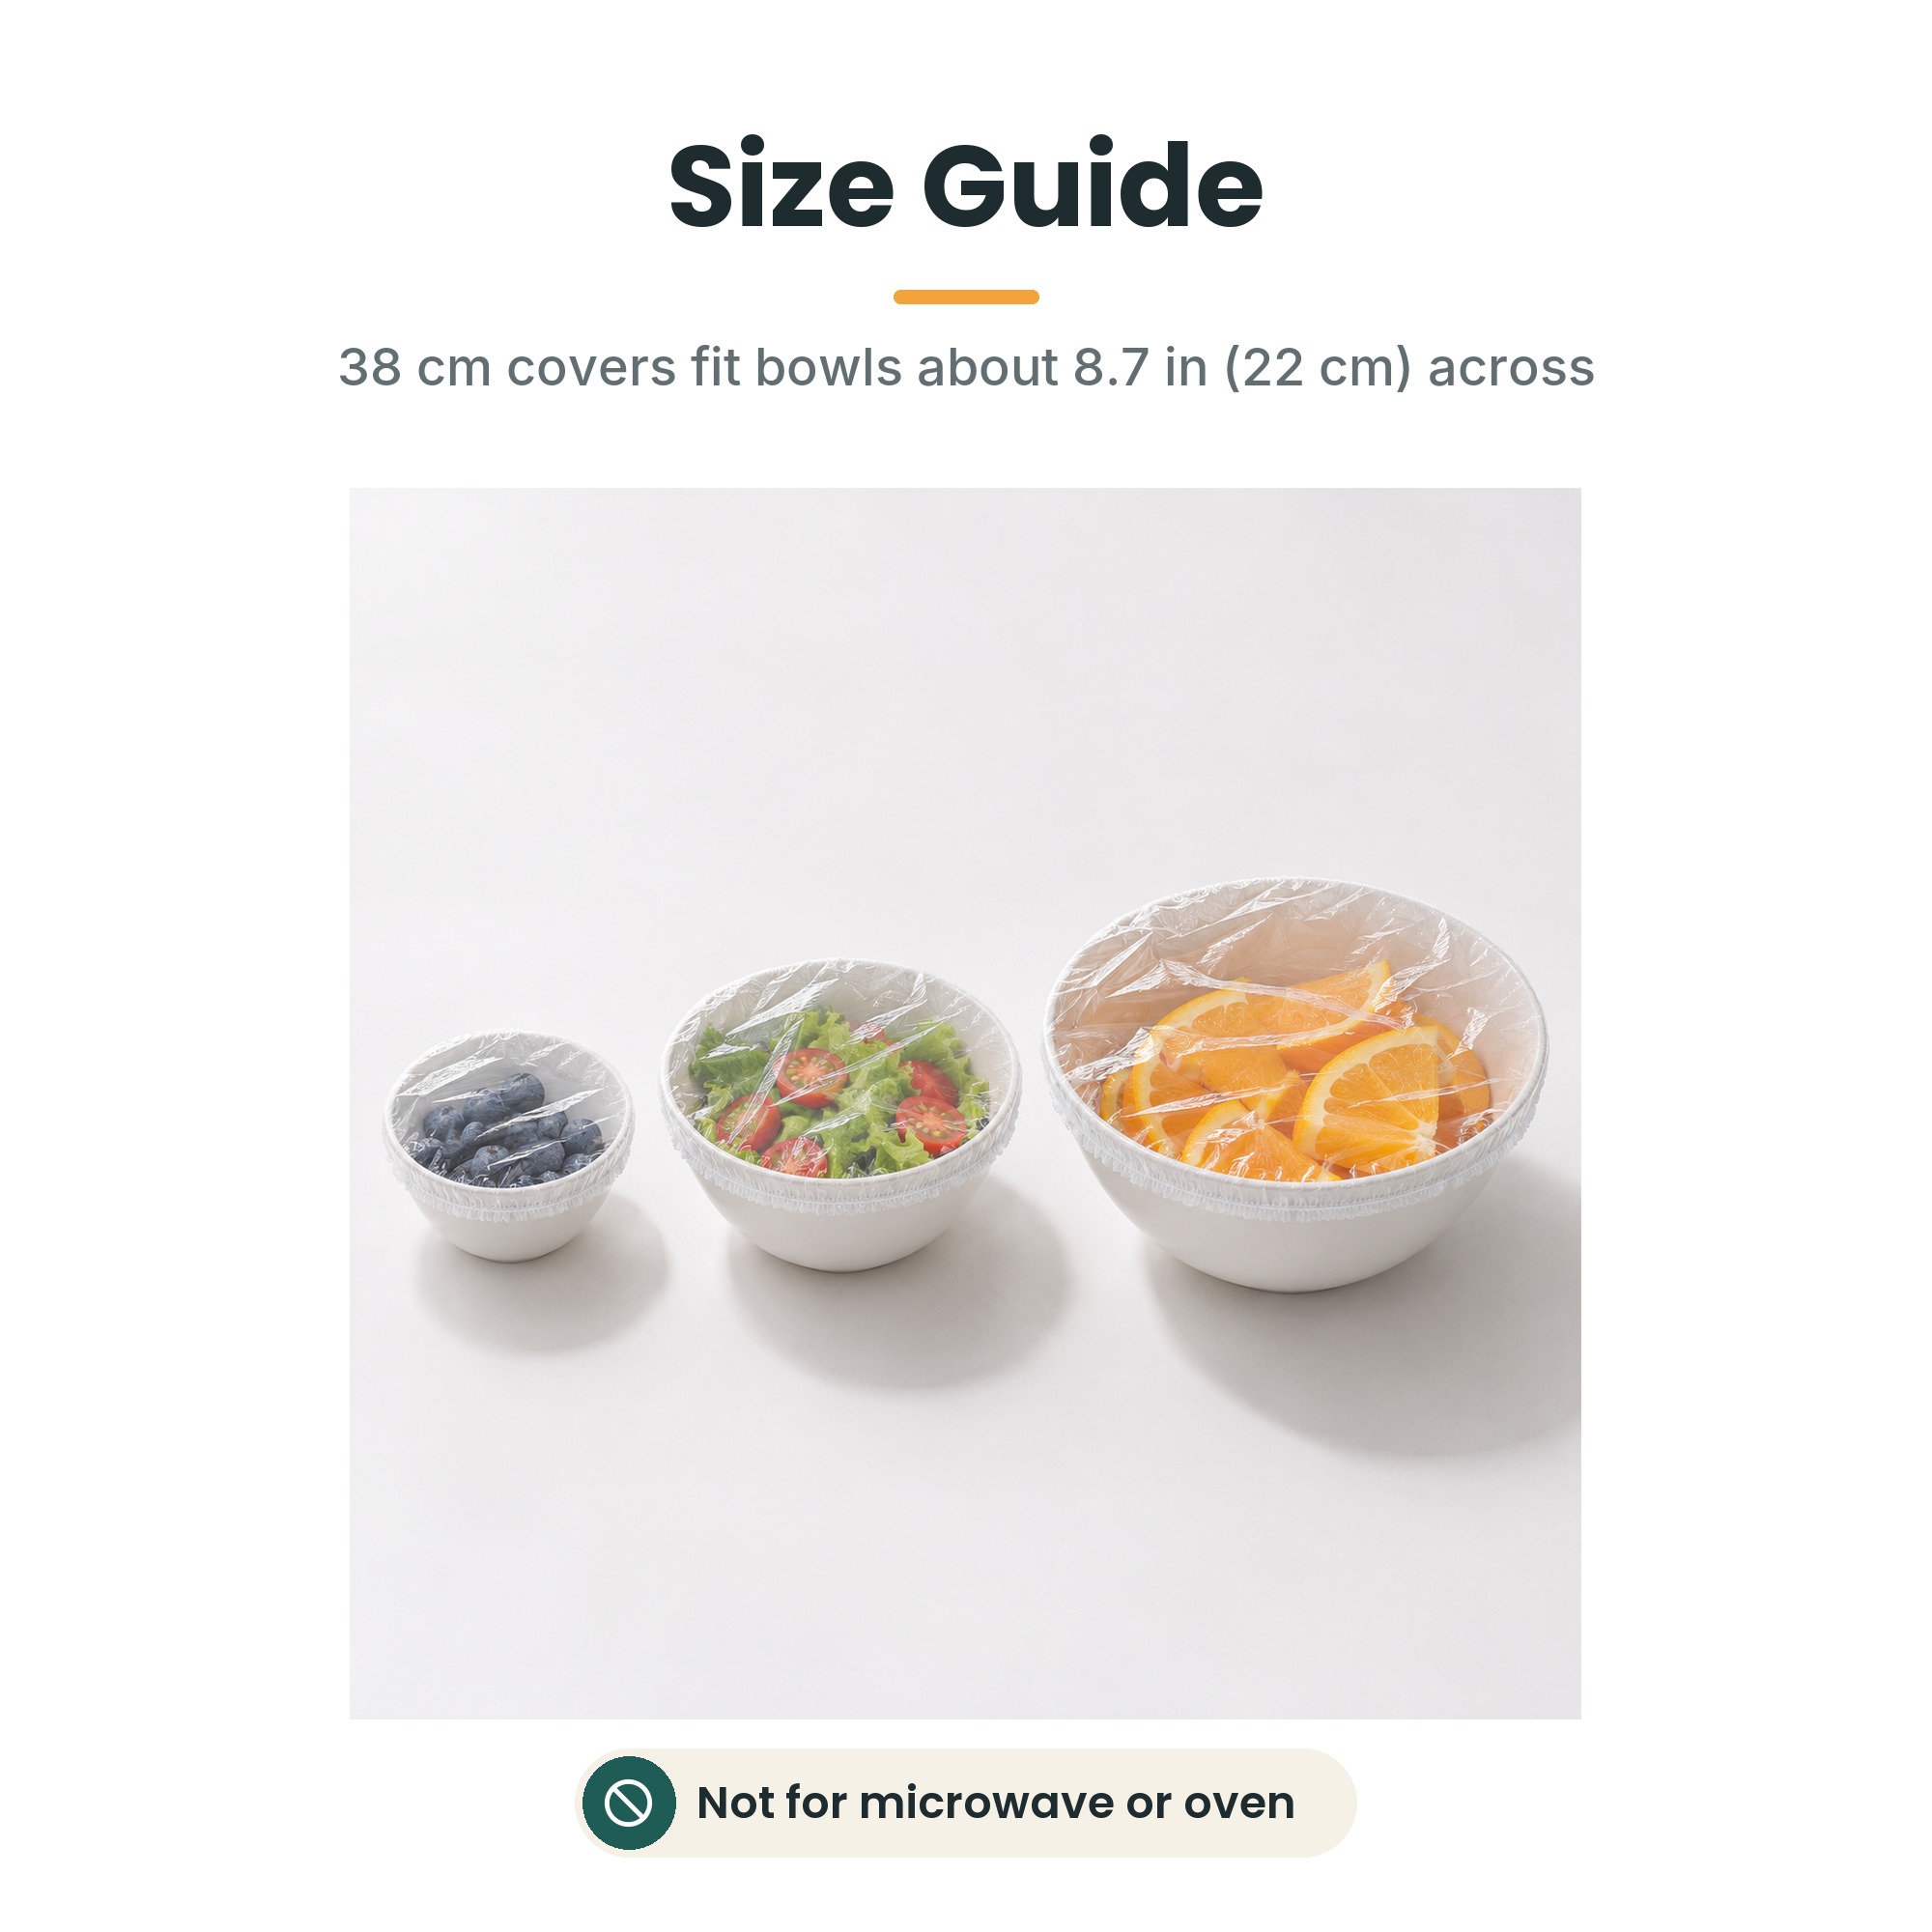 Size Guide
38 cm covers fit bowls about 8.7 in (22 cm) across
Not for microwave or oven